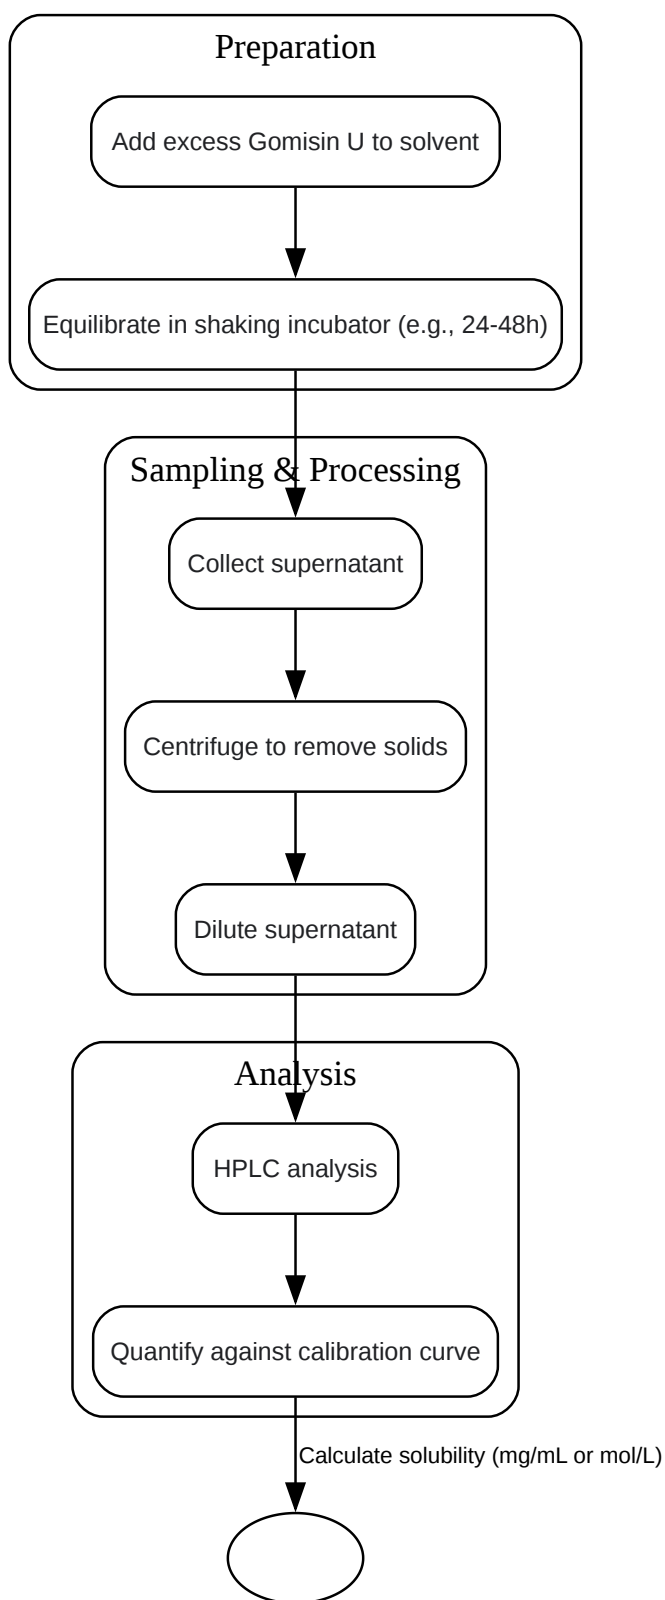 Preparation
Add excess Gomisin U to solvent
Equilibrate in shaking incubator (e.g., 24-48h)
Sampling & Processing
Collect supernatant
Centrifuge to remove solids
Dilute supernatant
Analysis
HPLC analysis
Quantify against calibration curve
Calculate solubility (mg/mL or mol/L)